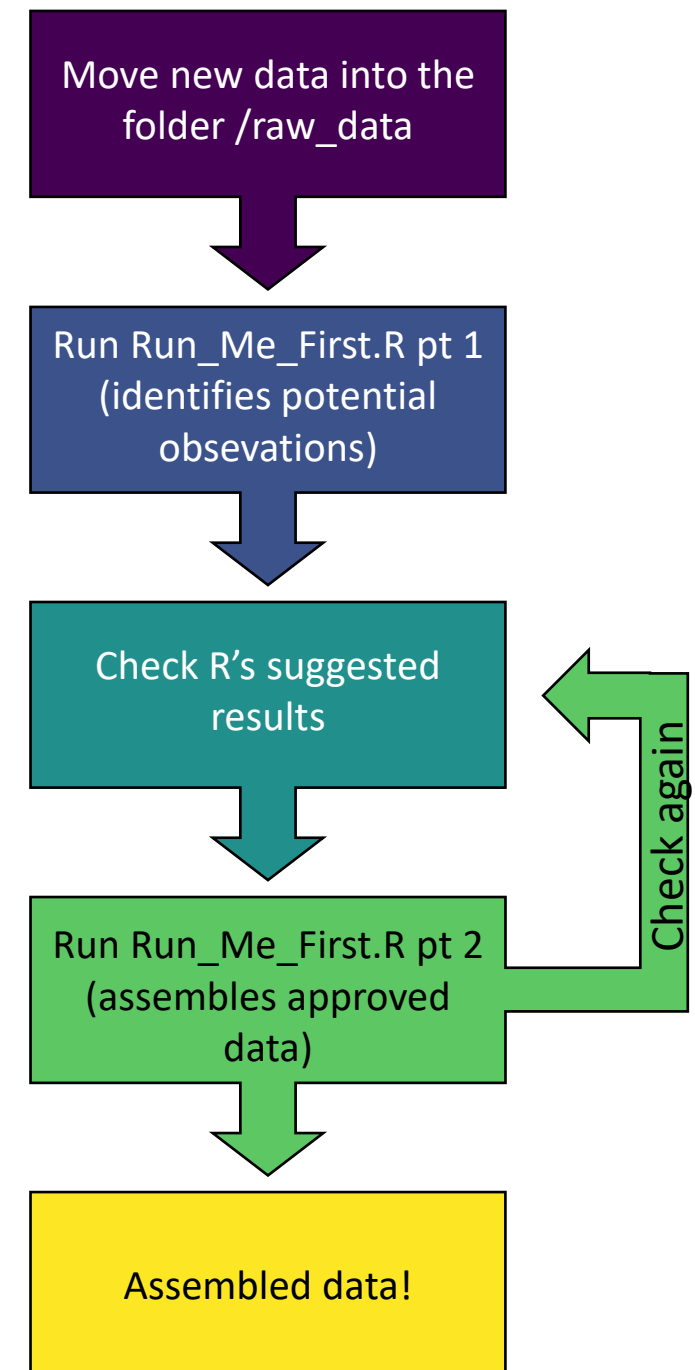 Move new data into the
folder /raw_data
Run Run_Me_First.R pt 1
(identifies potential
obsevations)
Check R’s suggested
results
Check again
Run Run_Me_First.R pt 2
(assembles approved
data)
Assembled data!